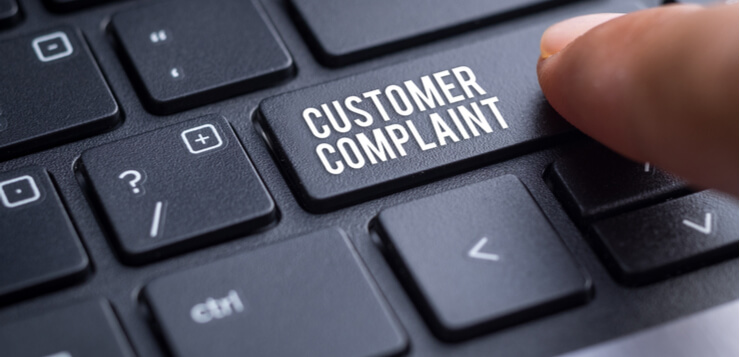 -
"
'
CUSTOMER
COMPLAINT
+
?
/
.
<
ctrl